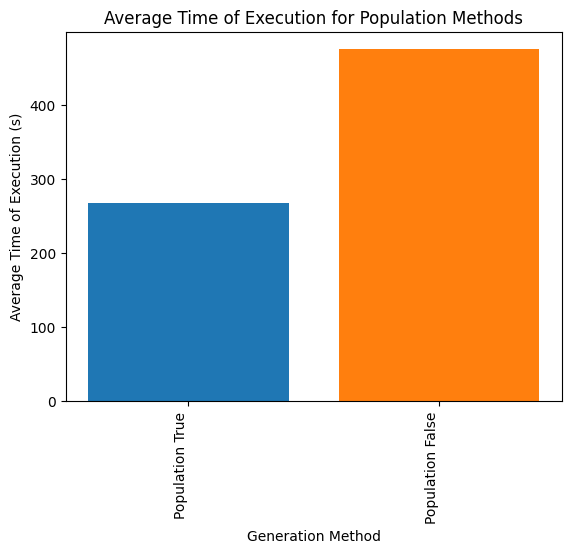 Average Time of Execution for Population Methods
Average Time of Execution (s)
400
300
200
100
0
Population True
Population False
Generation Method